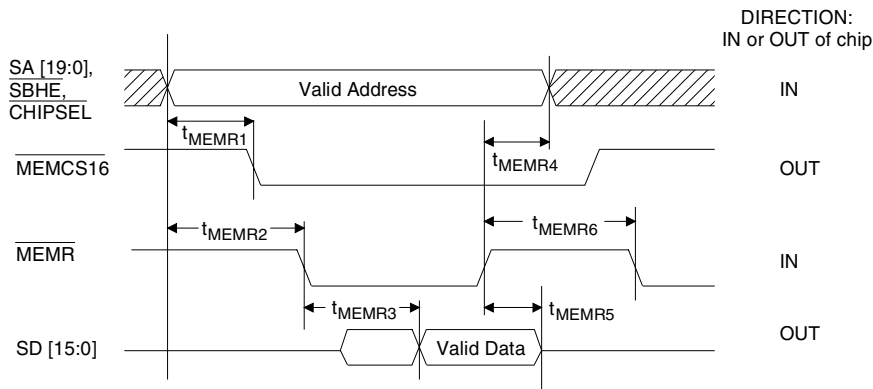 DIRECTION:
IN or OUT of chip
SA [19:0],
SBHE,
CHIPSEL
Valid Address
IN
tMEMR1
tMEMR4
MEMCS16
OUT
tMEMR2
tMEMR6
MEMR
IN
tMEMR3
tMEMR5
OUT
SD [15:0]
Valid Data